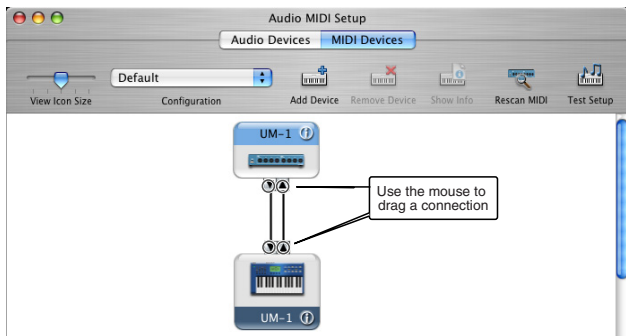 Audio MIDI Setup
Audio Devices MIDI Devices
Default
View Icon Size Configuration Add Device Remove Device Show Info Rescan MIDI Test Setup
UM-1
Use the mouse to
drag a connection
UM-1